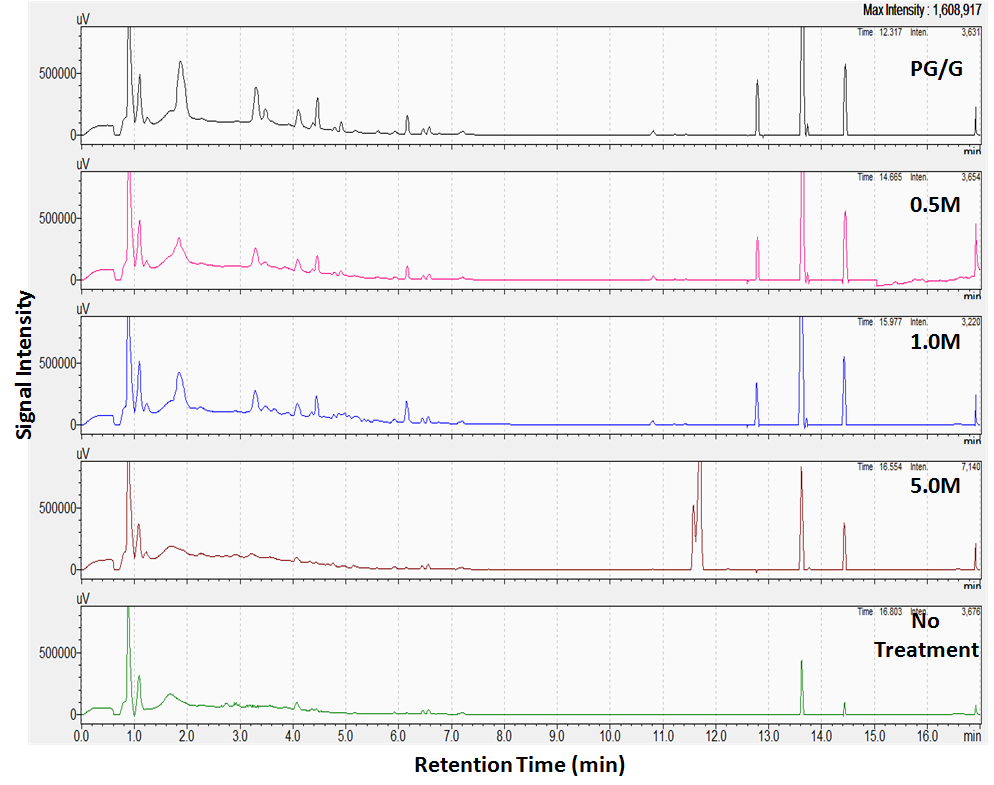 Max Intensity : 1,608,917
uV
Time 12.317 Inten. 3,631
PG/G
500000
0
min
uV
Time 14.665 Inten. 3,654
0.5M
500000
0
min
uV
Time 15.977 Inten. 3,220
1.0M
500000
0
min
uV
Time 16.554 Inten. 7,140
5.0M
500000
0
min
uV
Time 16.803 Inten. 3,676
No
Treatment
500000
0
0.0 1.0 2.0 3.0 4.0 5.0 6.0 7.0 8.0 9.0 10.0 11.0 12.0 13.0 14.0 15.0 16.0 min
Signal Intensity
Retention Time (min)